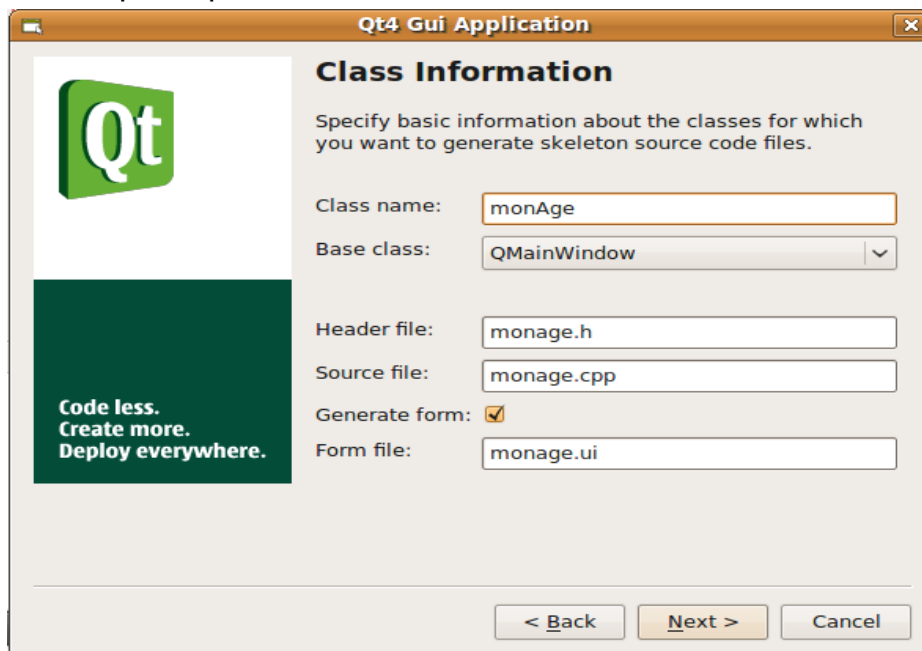 Qt4 Gui Application
Qt
Class Information
Specify basic information about the classes for which
you want to generate skeleton source code files.
Class name: monAge
Base class: QMainWindow
Header file: monage.h
Source file: monage.cpp
Generate form:
Form file: monage.ui
Code less.
Create more.
Deploy everywhere.
< Back Next > Cancel